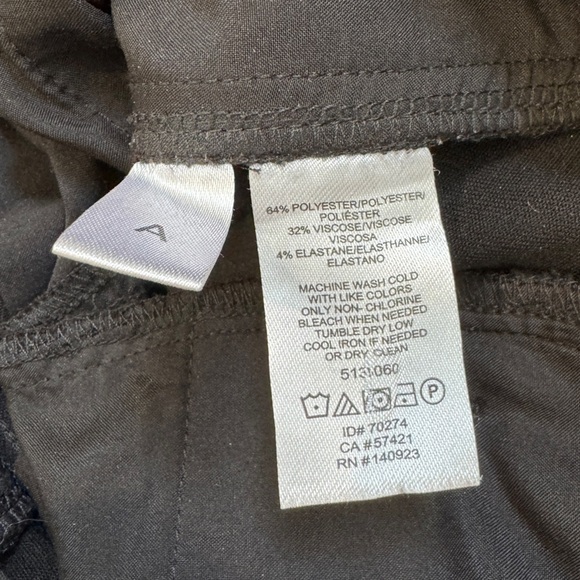 A
64% POLYESTER/POLYESTER/
POLIÉSTER
32% VISCOSE/VISCOSE
VISCOSA
4% ELASTANE/ELASTHANNE/
ELASTANO
MACHINE WASH COLD
WITH LIKE COLORS
ONLY NON- CHLORINE
BLEACH WHEN NEEDED
TUMBLE DRY LOW
COOL IRON IF NEEDED
OR DRY CLEAN
P
ID# 70274
CA #57421
RN #140923